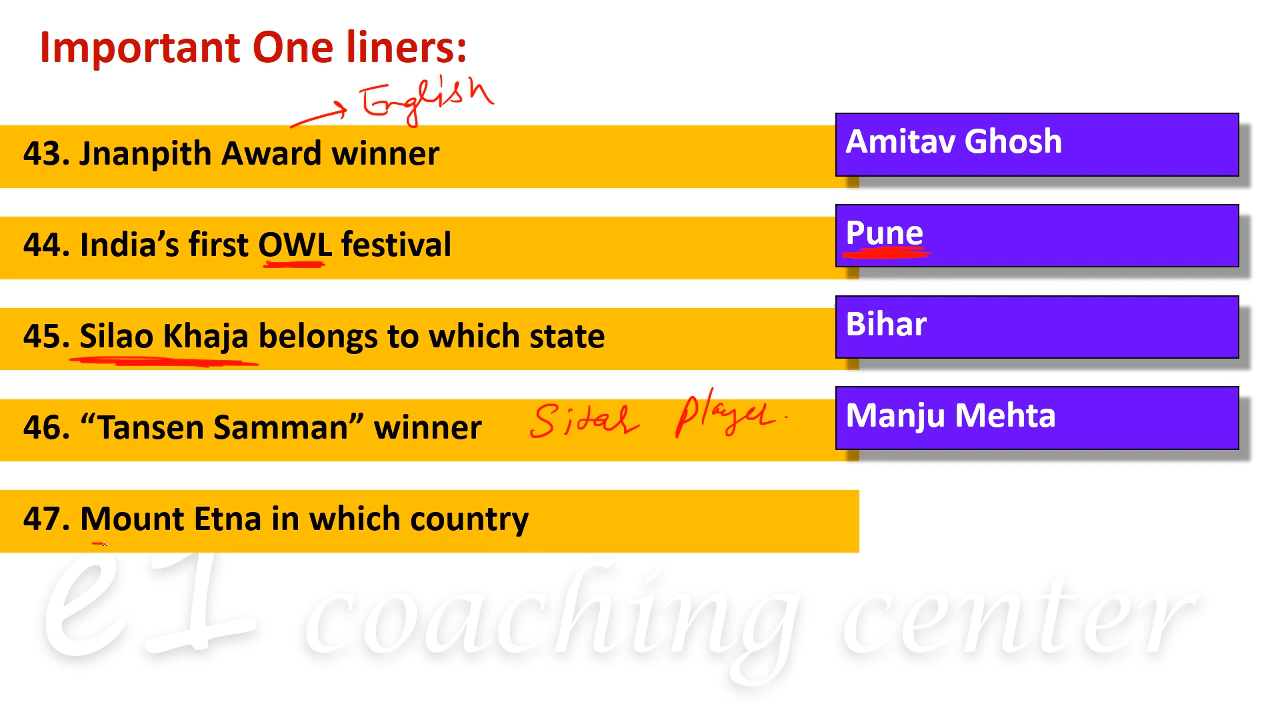 Important One liners:
English
43. Jnanpith Award winner
Amitav Ghosh
44. India’s first OWL festival
Pune
45. Silao Khaja belongs to which state
Bihar
46. “Tansen Samman” winner
Sitar Player.
Manju Mehta
47. Mount Etna in which country
e1 coaching center